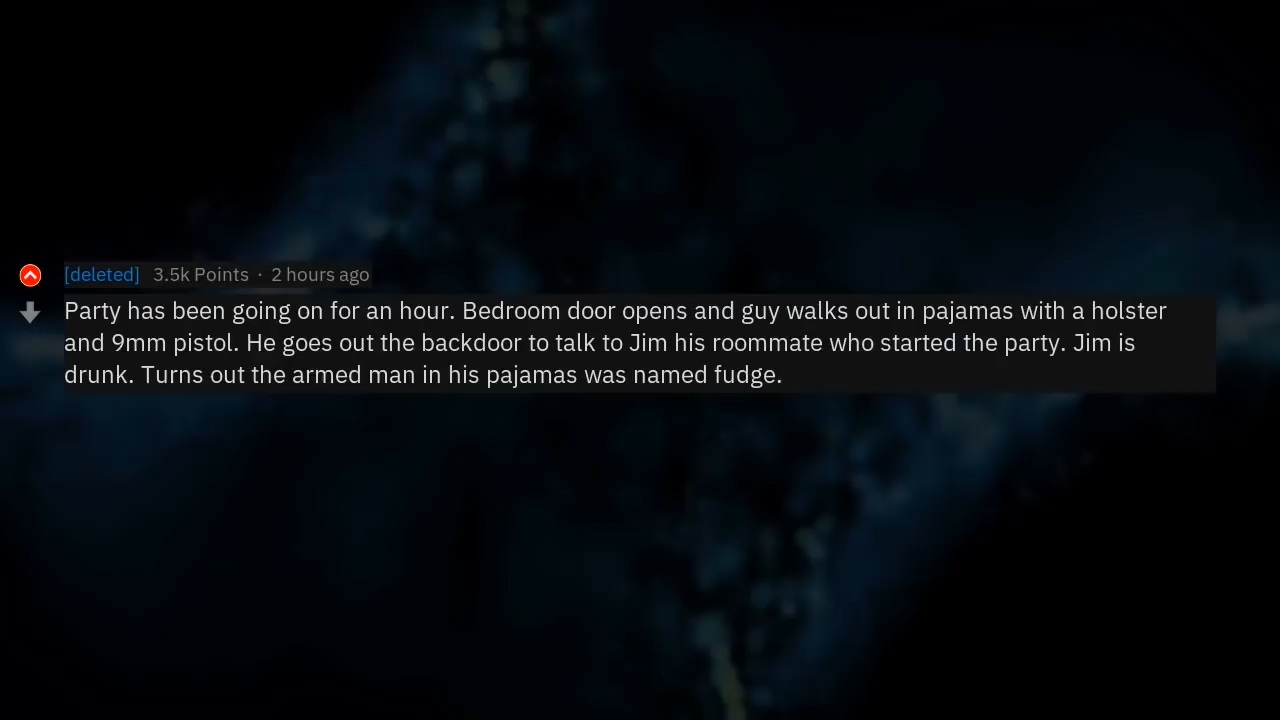 [deleted] 3.5k Points · 2 hours ago
Party has been going on for an hour. Bedroom door opens and guy walks out in pajamas with a holster
and 9mm pistol. He goes out the backdoor to talk to Jim his roommate who started the party. Jim is
drunk. Turns out the armed man in his pajamas was named fudge.